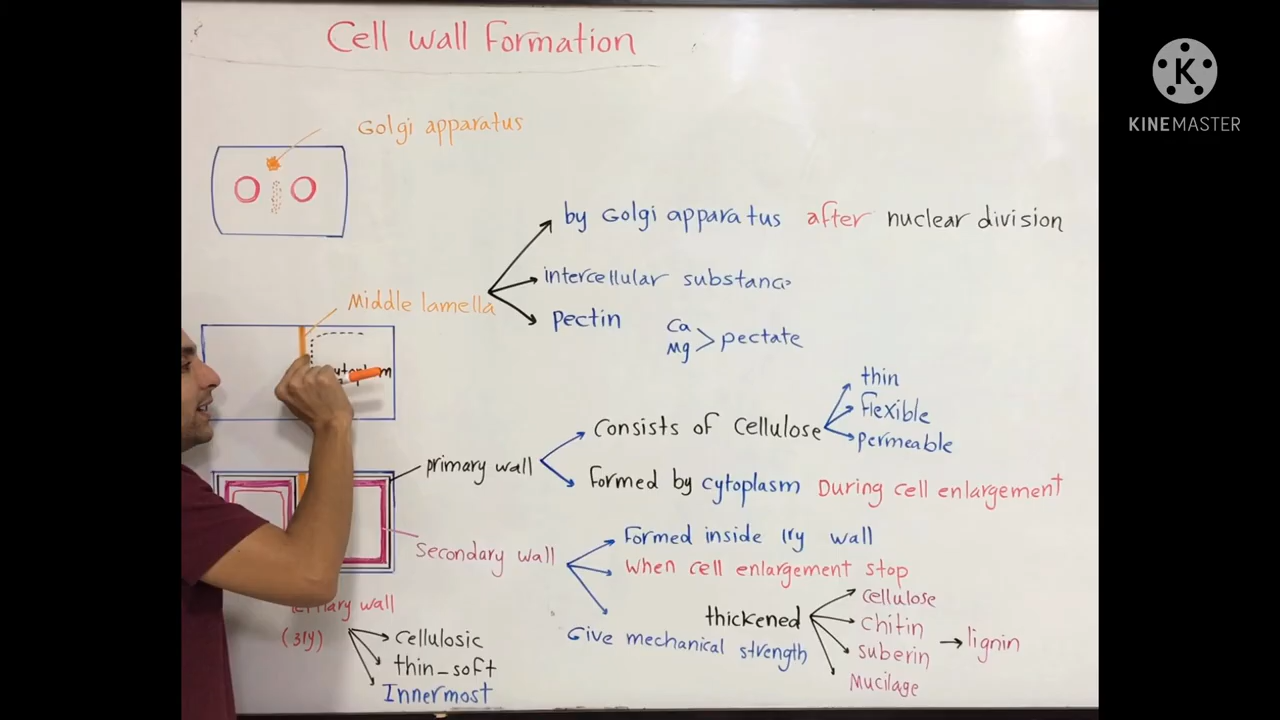 Cell wall Formation
Golgi apparatus
by Golgi apparatus after nuclear division
intercellular substance
Middle lamella
pectin
Ca
Mg
pectate
thin
Flexible
permeable
Consists of Cellulose
primary wall
Formed by cytoplasm During cell enlargement
Formed inside 1ry wall
Secondary wall
When cell enlargement stop
Give mechanical strength
thickened
Cellulose
Chitin
suberin
lignin
Mucilage
wall
(3ry)
Cellulosic
thin-soft
Innermost
K
KINEMASTER